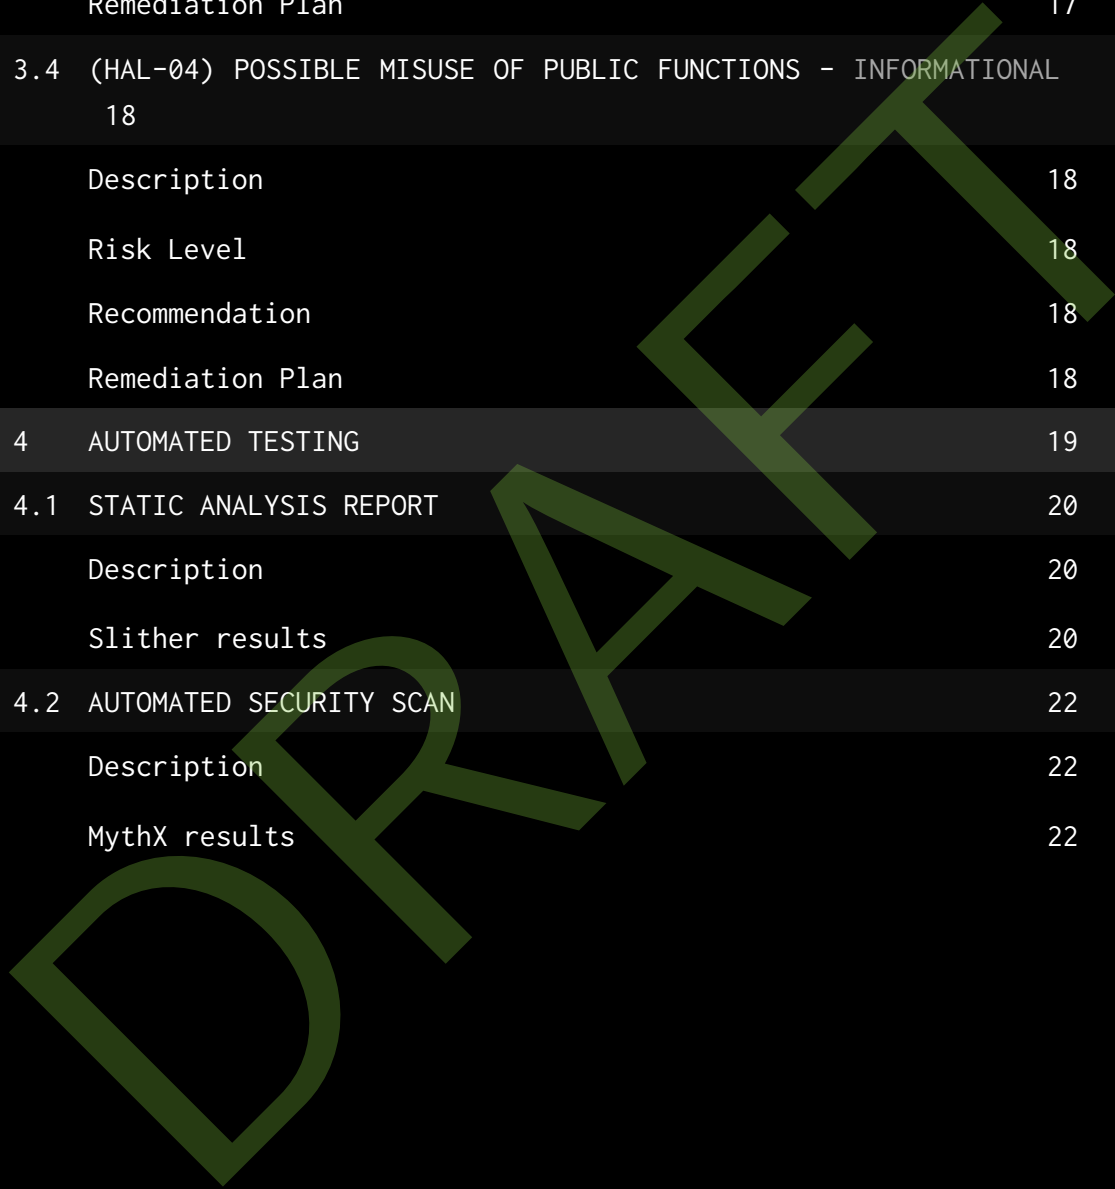 Remediation Plan 17
3.4 (HAL-04) POSSIBLE MISUSE OF PUBLIC FUNCTIONS - INFORMATIONAL
18
Description 18
Risk Level 18
Recommendation 18
Remediation Plan 18
4 AUTOMATED TESTING 19
4.1 STATIC ANALYSIS REPORT 20
Description 20
Slither results 20
4.2 AUTOMATED SECURITY SCAN 22
Description 22
MythX results 22
DRAFT